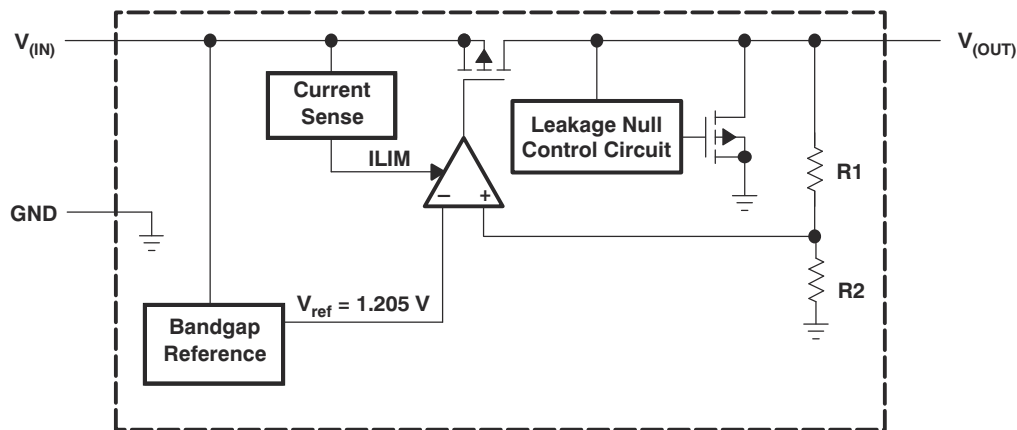 V(IN)
V(OUT)
Current
Sense
Leakage Null
Control Circuit
ILIM
R1
− +
GND
R2
Vref = 1.205 V
Bandgap
Reference